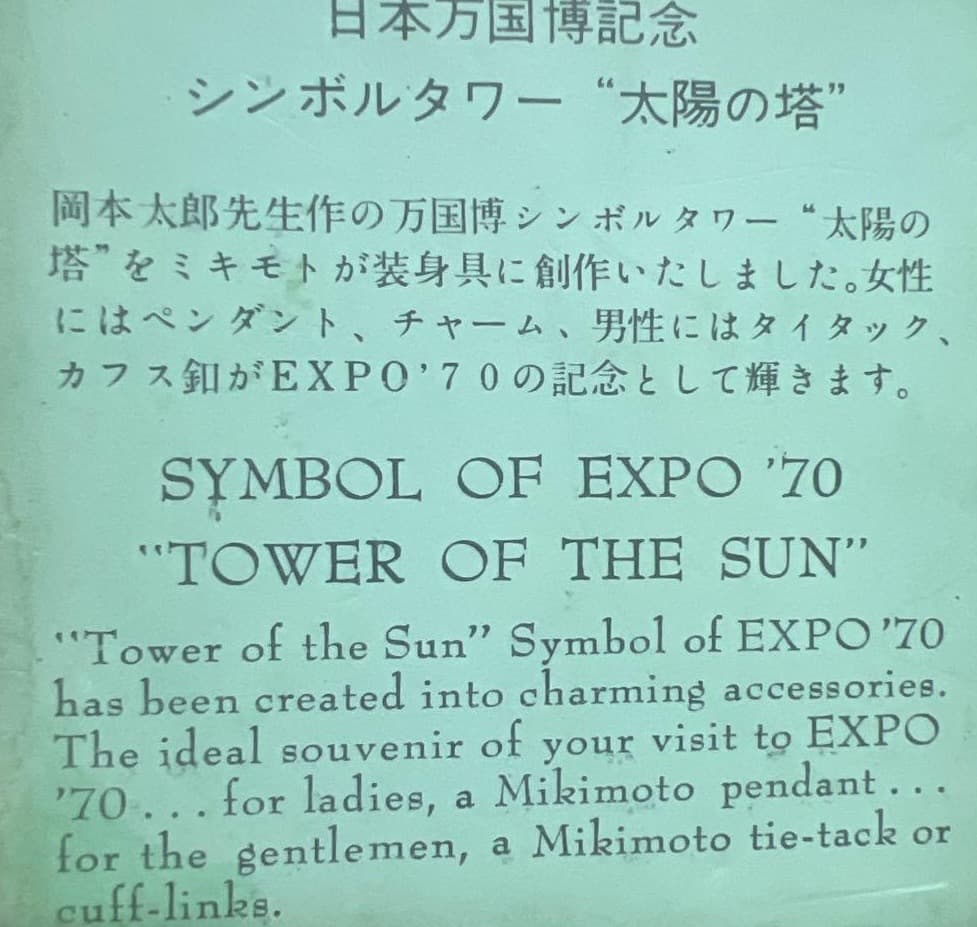 日本万国博記念
シンボルタワー “太陽の塔”
岡本太郎先生作の万国博シンボルタワー“太陽の
塔”をミキモトが装身具に創作いたしました。女性
にはペンダント、チャーム、男性にはタイタック、
カフス釦がEXPO’70の記念として輝きます。
SYMBOL OF EXPO ’70
“TOWER OF THE SUN”
“Tower of the Sun” Symbol of EXPO ’70
has been created into charming accessories.
The ideal souvenir of your visit to EXPO
’70 . . . for ladies, a Mikimoto pendant . . .
for the gentlemen, a Mikimoto tie-tack or
cuff-links.